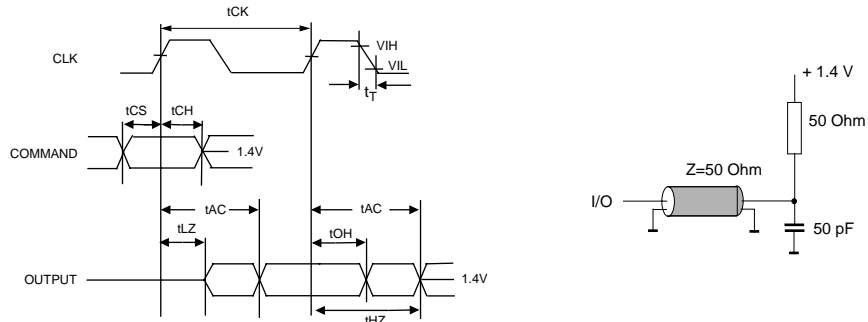 tCK
CLK
VIH
VIL
tT
tCS tCH
COMMAND
1.4V
tAC tAC
tLZ tOH
OUTPUT
1.4V
tHZ
+ 1.4 V
50 Ohm
Z=50 Ohm
I/O
50 pF